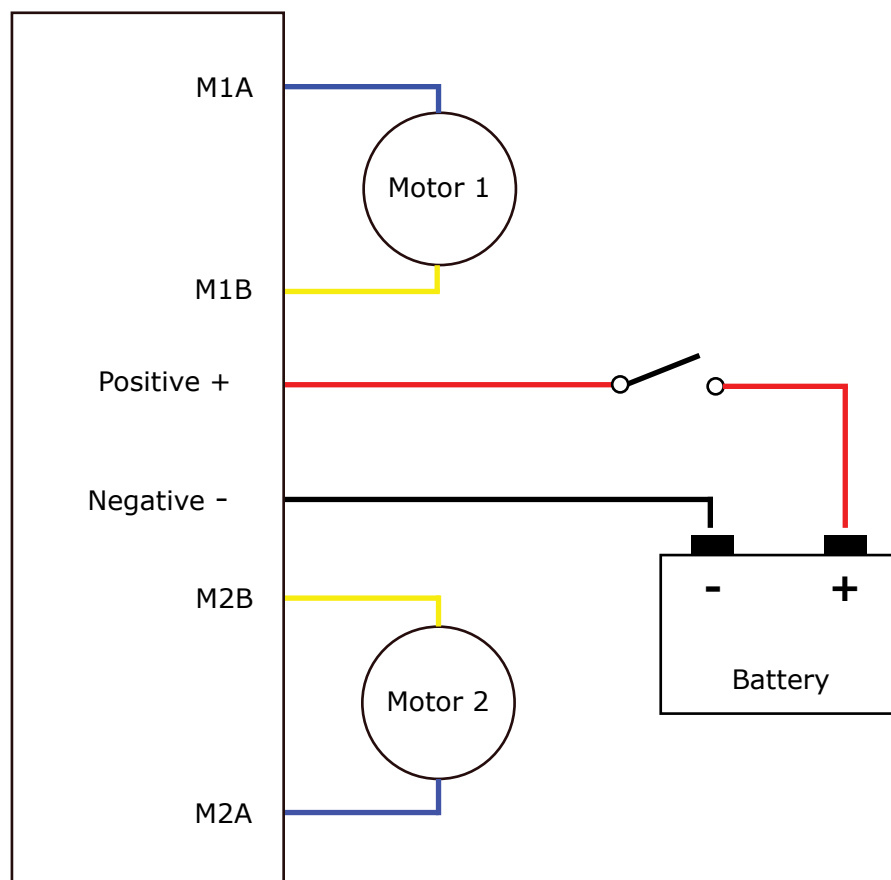 M1A
Motor 1
M1B
Positive +
Negative -
- +
M2B
Battery
Motor 2
M2A